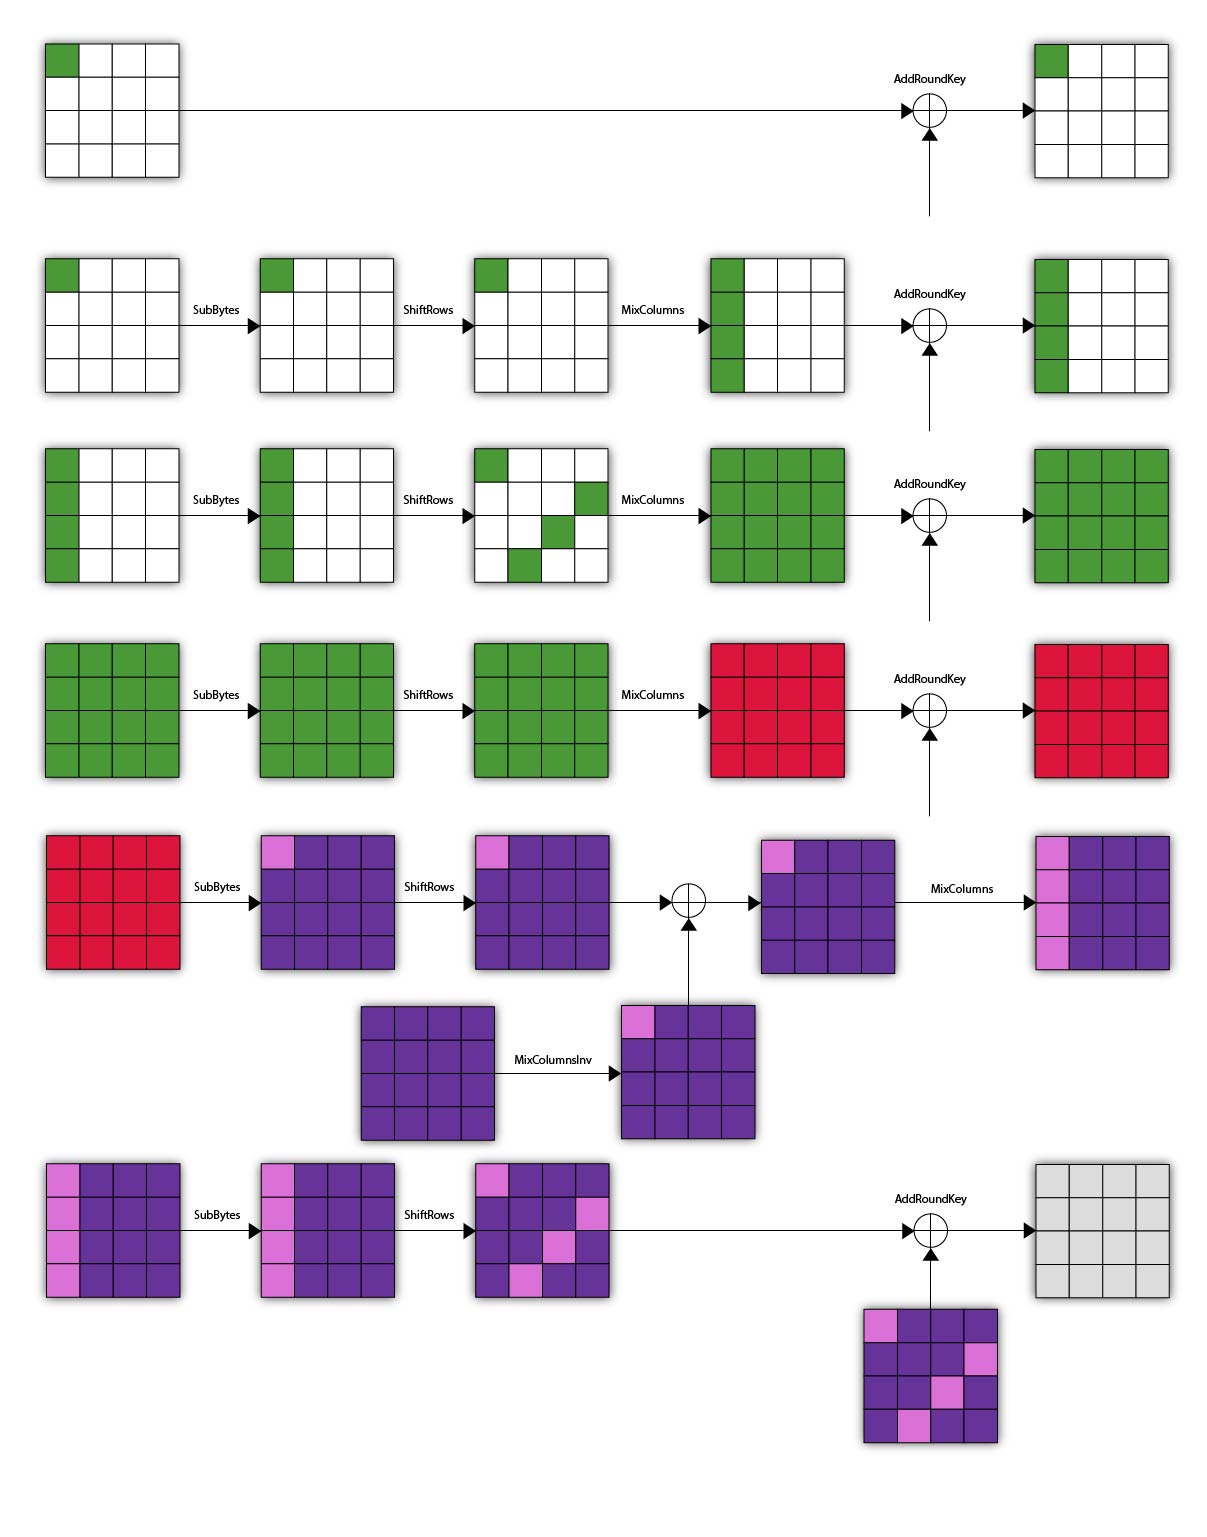 AddRoundKey
SubBytes
ShiftRows
MixColumns
AddRoundKey
SubBytes
ShiftRows
MixColumns
AddRoundKey
SubBytes
ShiftRows
MixColumns
AddRoundKey
SubBytes
ShiftRows
MixColumns
MixColumnsInv
SubBytes
ShiftRows
AddRoundKey